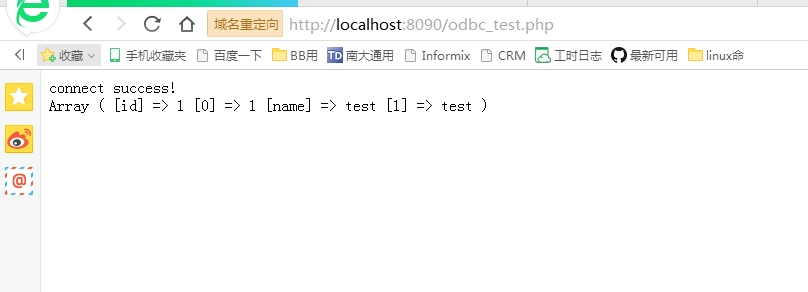 域名重定向 http://localhost:8090/odbc_test.php
收藏 手机收藏夹 百度一下 BB用 TD 南大通用 Informix CRM 工时日志 最新可用 linux命
connect success!
Array ( [id] => 1 [0] => 1 [name] => test [1] => test )
@